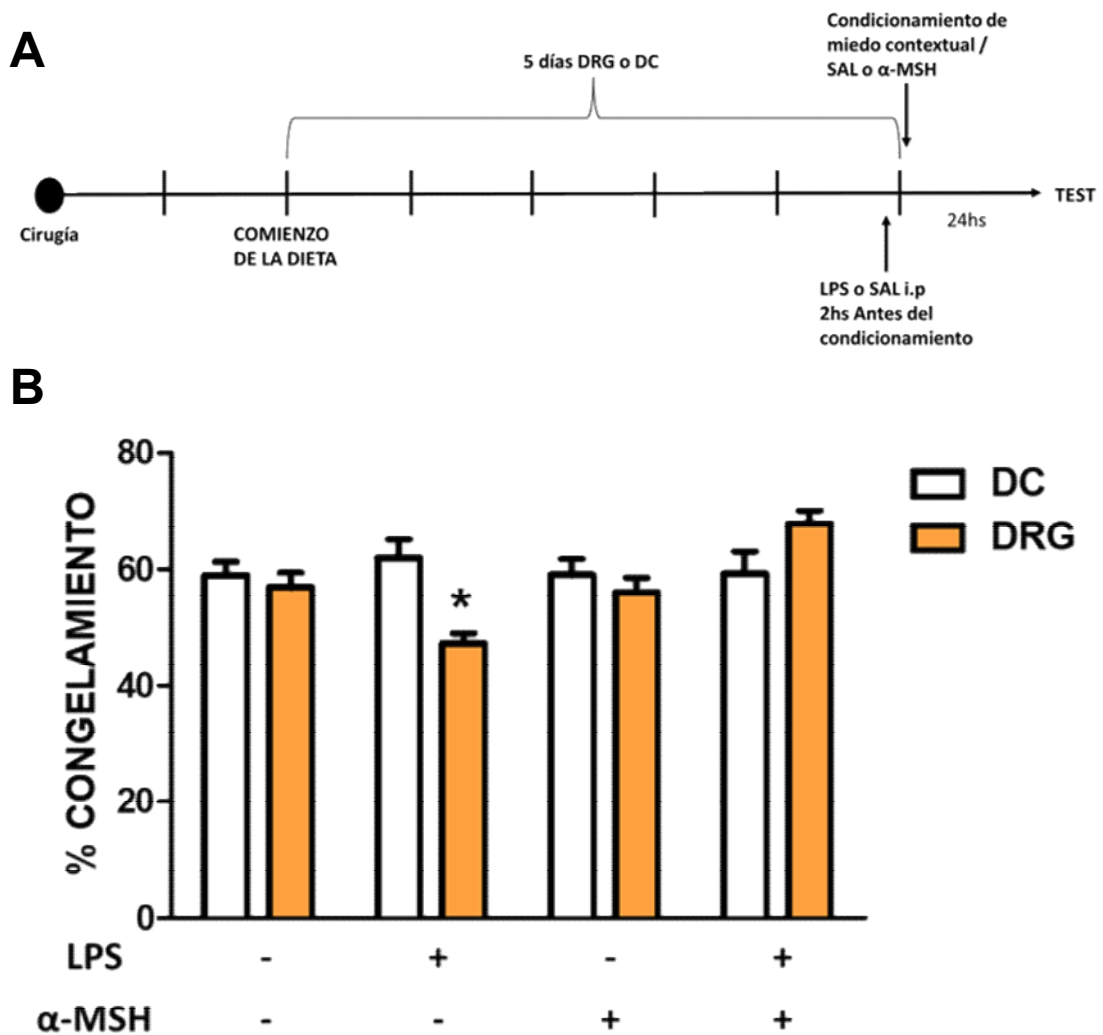 A
Condicionamiento de
miedo contextual /
SAL o α-MSH
5 días DRG o DC
Cirugía
COMIENZO
DE LA DIETA
TEST
24hs
LPS o SAL i.p
2hs Antes del
condicionamiento
B
% CONGELAMIENTO
80
60
40
20
0
*
DC
DRG
LPS - + - +
α-MSH - - + +